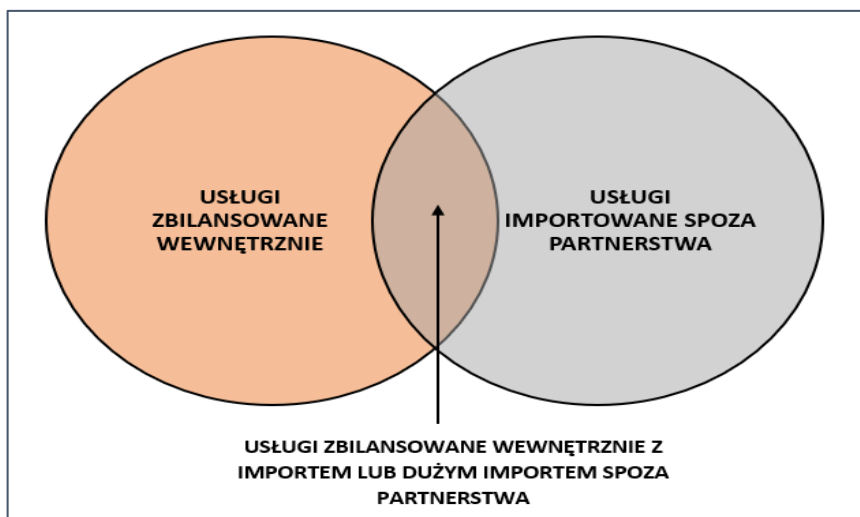 USŁUGI
ZBILANSOWANE
WEWNĘTRZNIE
USŁUGI
IMPORTOWANE SPOZA
PARTNERSTWA
USŁUGI ZBILANSOWANE WEWNĘTRZNIE Z
IMPORTEM LUB DUŻYM IMPORTEM SPOZA
PARTNERSTWA